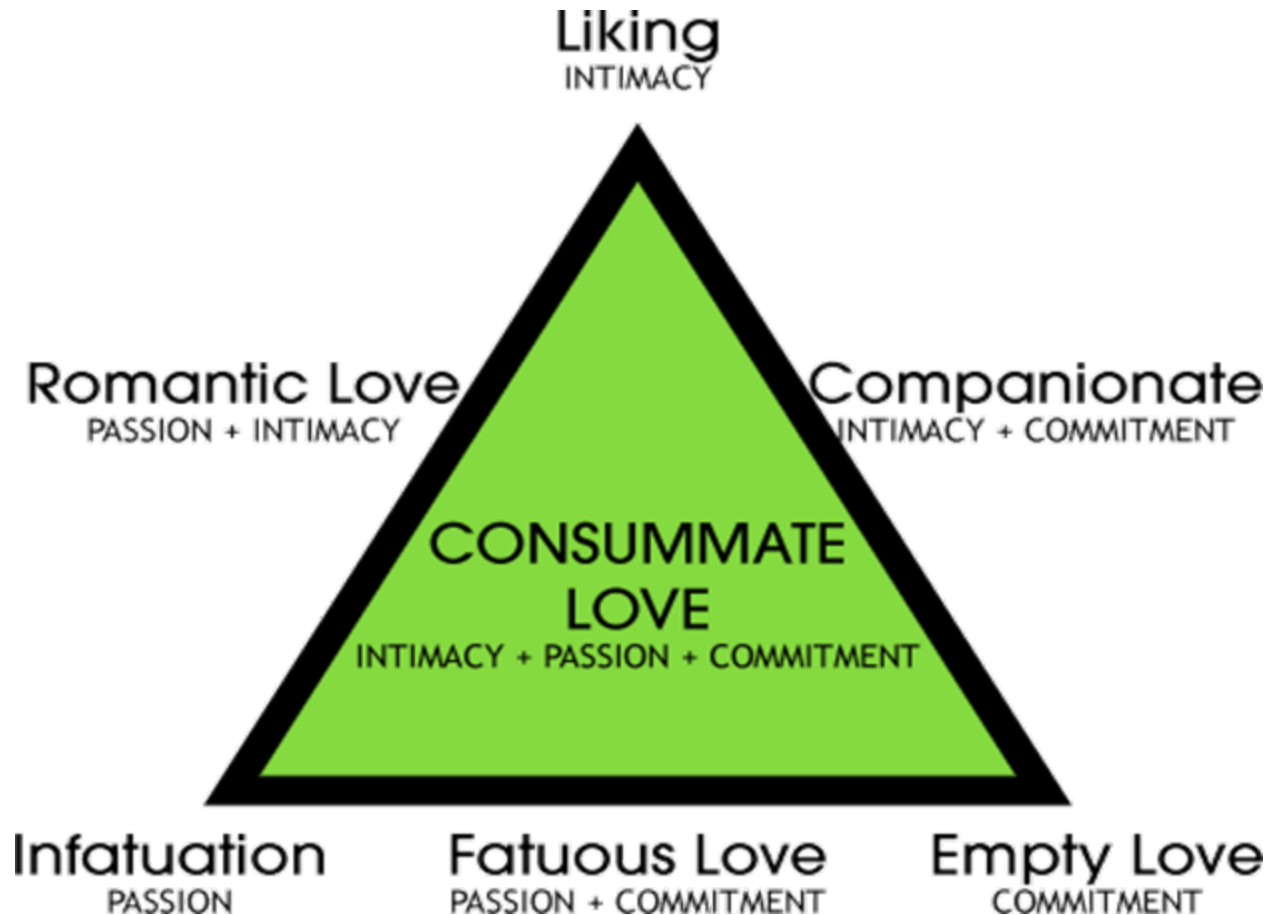 Liking
INTIMACY
Romantic Love
PASSION + INTIMACY
Companionate
INTIMACY + COMMITMENT
CONSUMMATE
LOVE
INTIMACY + PASSION + COMMITMENT
Infatuation
PASSION
Fatuous Love
PASSION + COMMITMENT
Empty Love
COMMITMENT